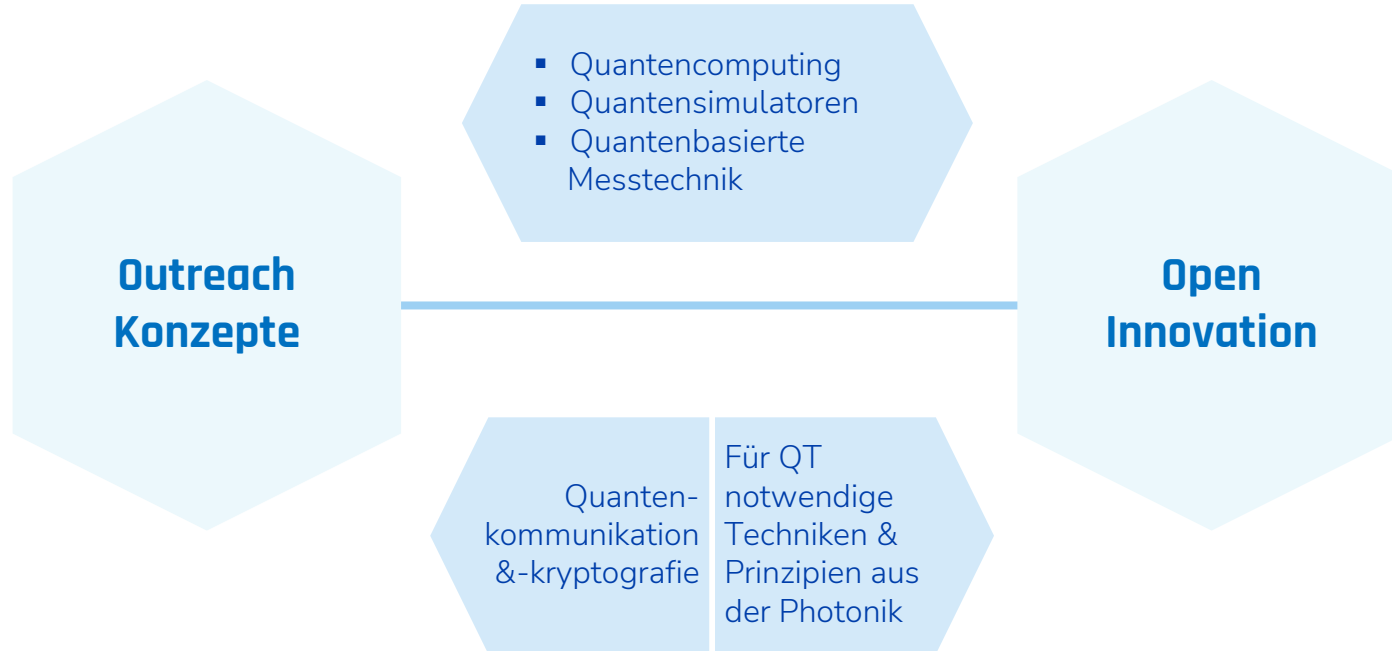 ▪ Quantencomputing
▪ Quantensimulatoren
▪ Quantenbasierte
Messtechnik
Outreach
Konzepte
Open
Innovation
Quanten-
kommunikation
&-kryptografie
Für QT
notwendige
Techniken &
Prinzipien aus
der Photonik